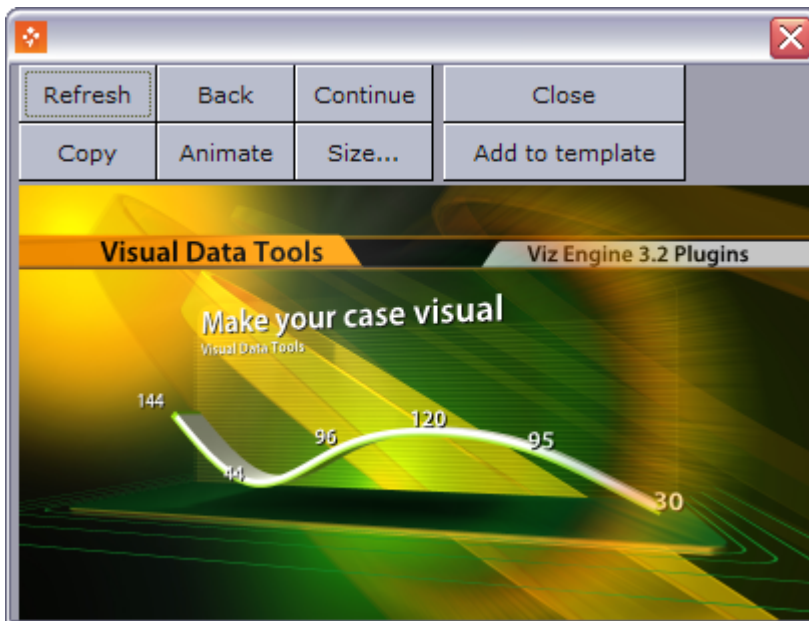 Refresh Back Continue Close
Copy Animate Size... Add to template
Visual Data Tools Viz Engine 3.2 Plugins
Make your case visual
Visual Data Tools
144
44
96
120
95
30